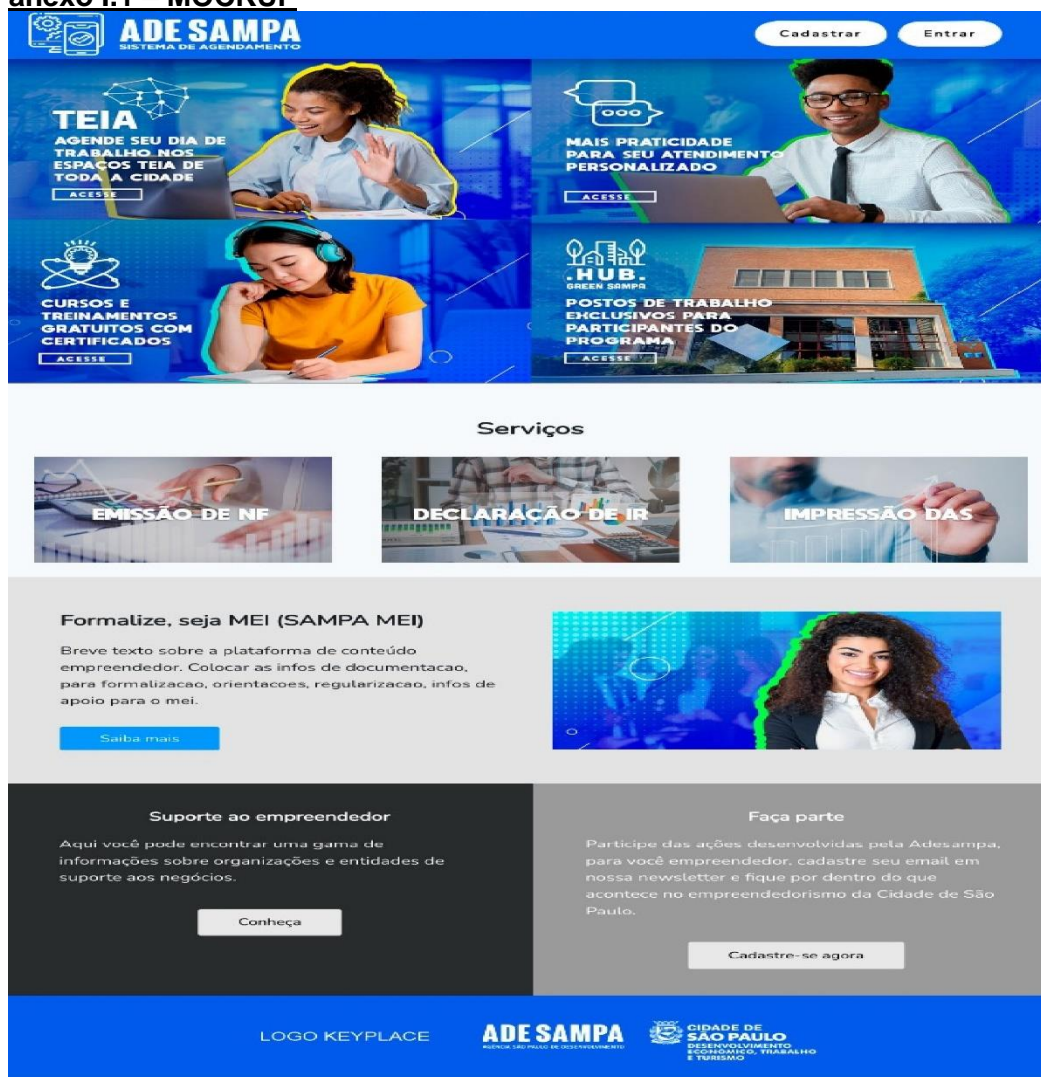 anexo I.1 – MOCKUP
ADE SAMPA
SISTEMA DE AGENDAMENTO
Cadastrar
Entrar
TEIA
AGENDE SEU DIA DE
TRABALHO NOS
ESPAÇOS TEIA DE
TODA A CIDADE
ACESSE
MAIS PRATICIDADE
PARA SEU ATENDIMENTO
PERSONALIZADO
ACESSE
CURSOS E
TREINAMENTOS
GRATUITOS COM
CERTIFICADOS
ACESSE
.HUB.
GREEN SAMPA
POSTOS DE TRABALHO
EXCLUSIVOS PARA
PARTICIPANTES DO
PROGRAMA
ACESSE
Serviços
EMISSÃO DE NF
DECLARAÇÃO DE IR
IMPRESSÃO DAS
Formalize, seja MEI (SAMPA MEI)
Breve texto sobre a plataforma de conteúdo
empreendedor. Colocar as infos de documentacao,
para formalizacao, orientacoes, regularizacao, infos de
apoio para o mei.
Saiba mais
Suporte ao empreendedor
Aqui você pode encontrar uma gama de
informações sobre organizações e entidades de
suporte aos negócios.
Conheça
Faça parte
Participe das ações desenvolvidas pela Adesampa,
para você empreendedor, cadastre seu email em
nossa newsletter e fique por dentro do que
acontece no empreendedorismo da Cidade de São
Paulo.
Cadastre-se agora
LOGO KEYPLACE
ADE SAMPA
AGÊNCIA SÃO PAULO DE DESENVOLVIMENTO
CIDADE DE
SÃO PAULO
DESENVOLVIMENTO
ECONÔMICO, TRABALHO
E TURISMO